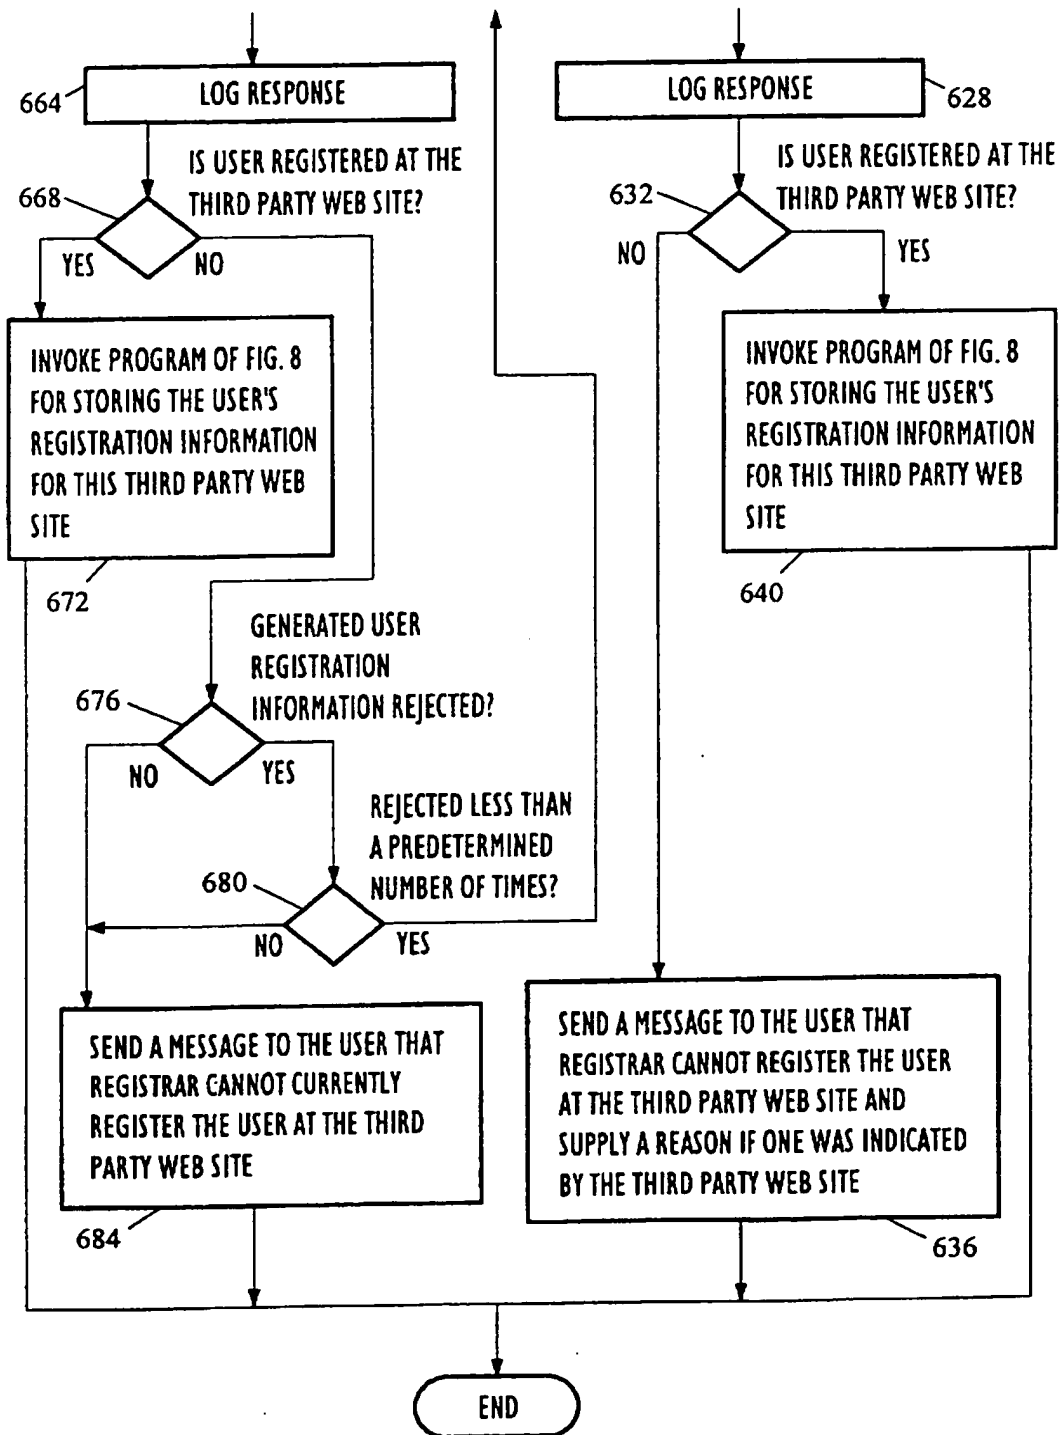 LOG RESPONSE
664
LOG RESPONSE
628
IS USER REGISTERED AT THE
THIRD PARTY WEB SITE?
668
YES
NO
IS USER REGISTERED AT THE
THIRD PARTY WEB SITE?
632
NO
YES
INVOKE PROGRAM OF FIG. 8
FOR STORING THE USER'S
REGISTRATION INFORMATION
FOR THIS THIRD PARTY WEB
SITE
672
INVOKE PROGRAM OF FIG. 8
FOR STORING THE USER'S
REGISTRATION INFORMATION
FOR THIS THIRD PARTY WEB
SITE
640
GENERATED USER
REGISTRATION
INFORMATION REJECTED?
676
NO
YES
REJECTED LESS THAN
A PREDETERMINED
NUMBER OF TIMES?
680
NO
YES
SEND A MESSAGE TO THE USER THAT
REGISTRAR CANNOT CURRENTLY
REGISTER THE USER AT THE THIRD
PARTY WEB SITE
684
SEND A MESSAGE TO THE USER THAT
REGISTRAR CANNOT REGISTER THE USER
AT THE THIRD PARTY WEB SITE AND
SUPPLY A REASON IF ONE WAS INDICATED
BY THE THIRD PARTY WEB SITE
636
END